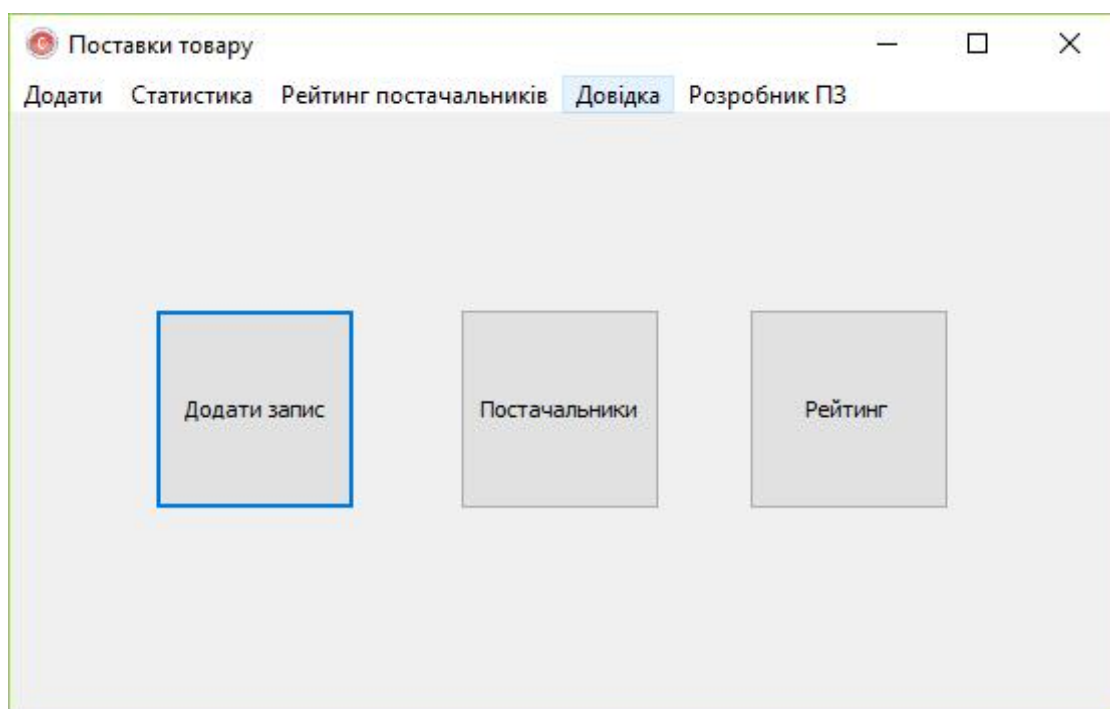 Поставки товару
Додати Статистика Рейтинг постачальників Довідка Розробник ПЗ
Додати запис Постачальники Рейтинг